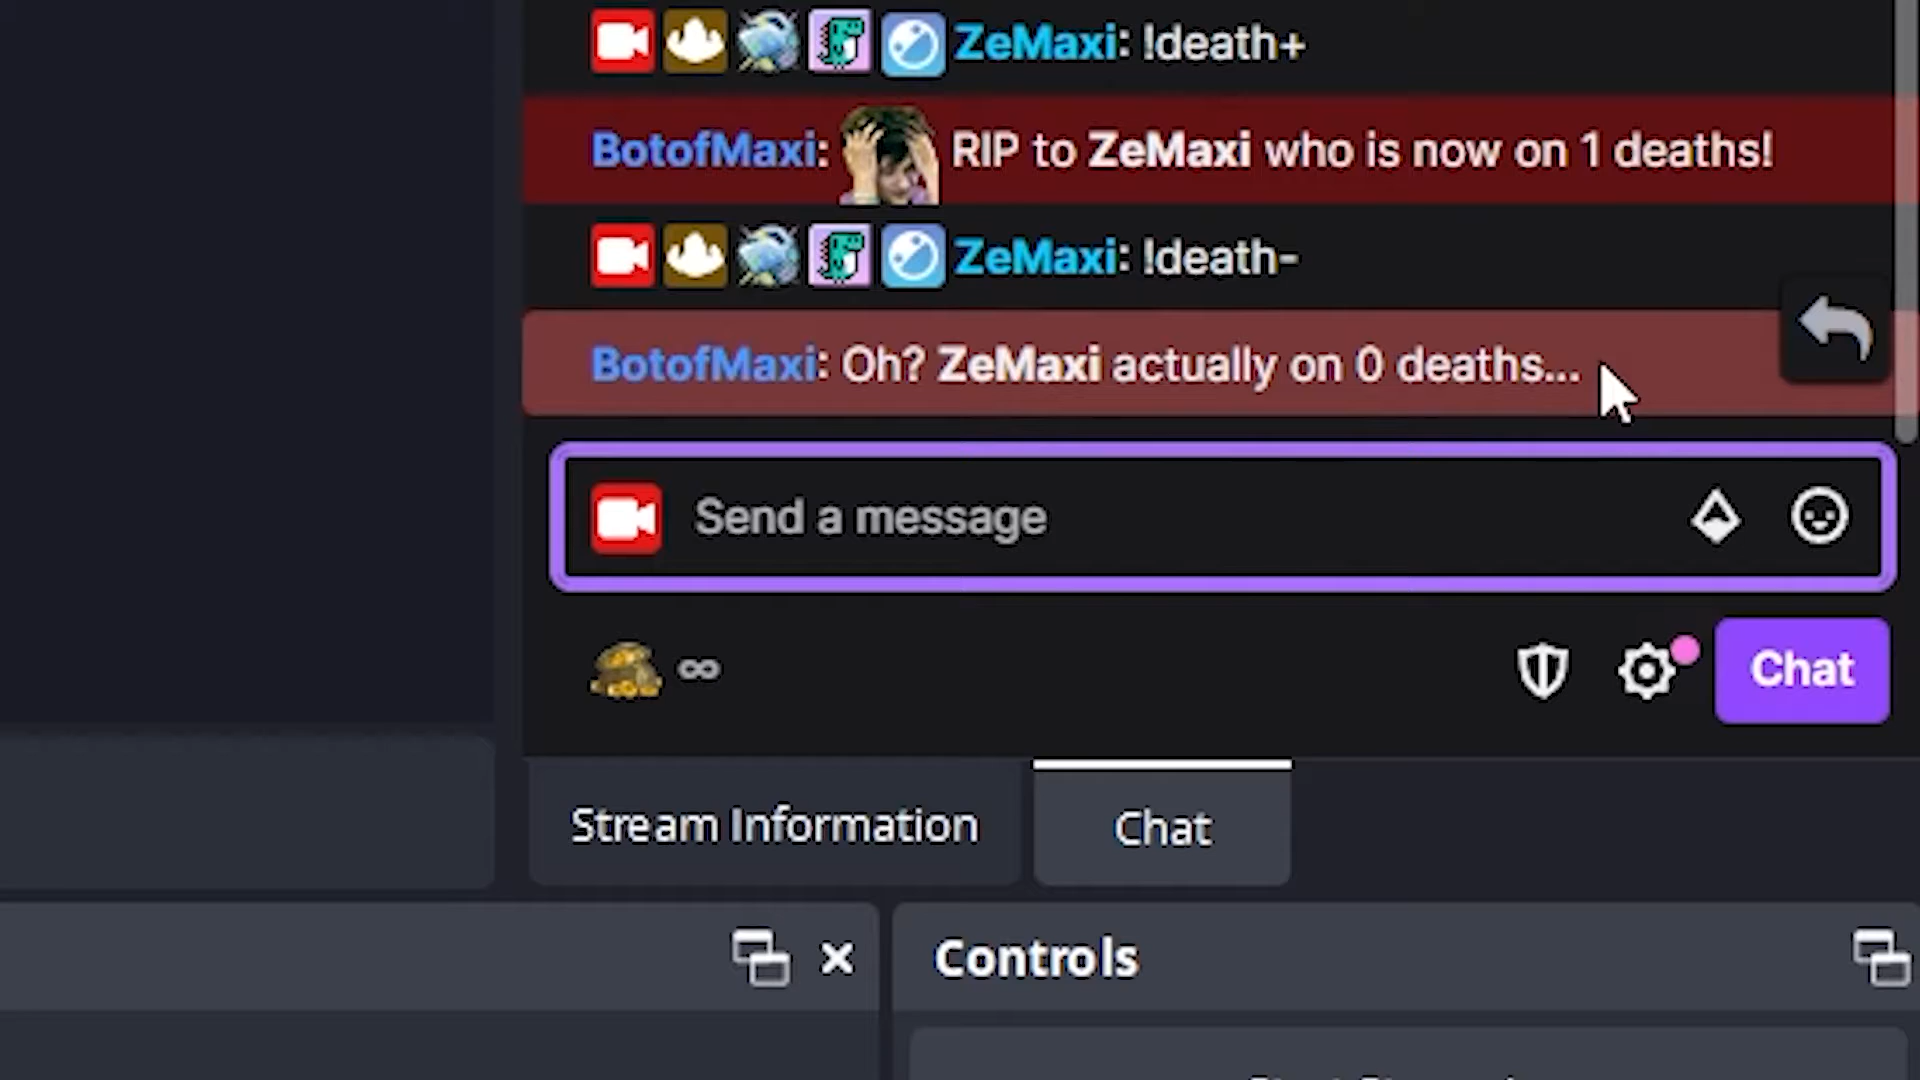 ZeMaxi: !death+
BotofMaxi: RIP to ZeMaxi who is now on 1 deaths!
ZeMaxi: !death-
BotofMaxi: Oh? ZeMaxi actually on 0 deaths...
Send a message
∞
Chat
Stream Information
Chat
Controls